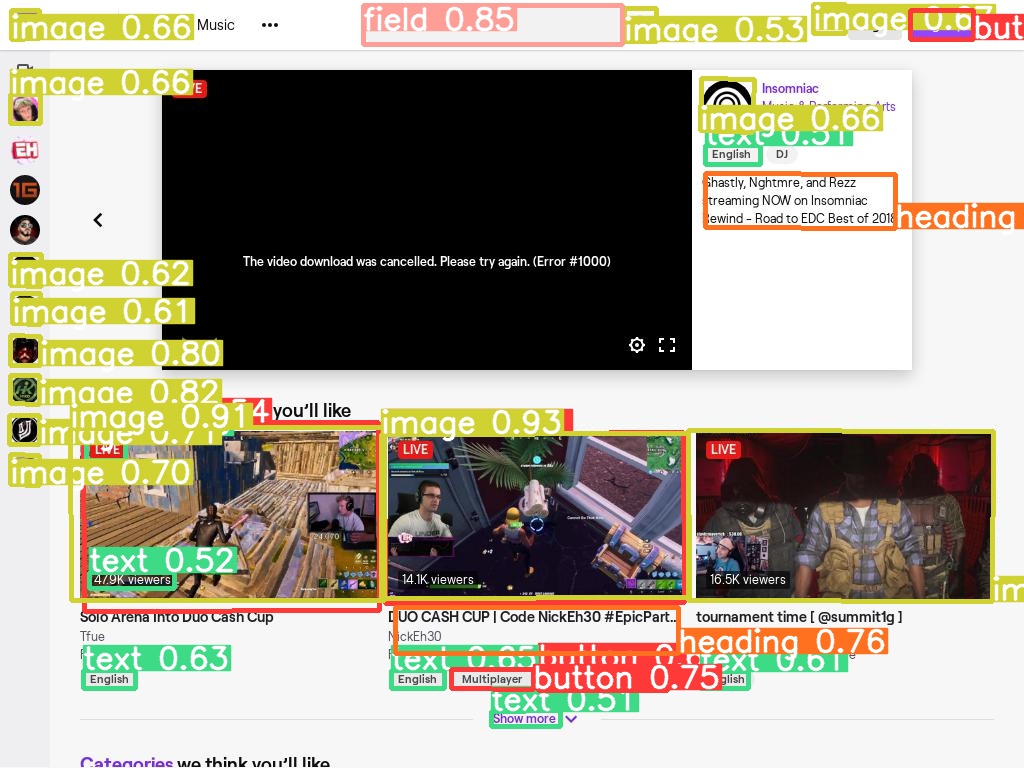 image 0.66
Music
•••
field 0.85
image 0.53
image 0.67
but
image 0.66
LIVE
Insomniac
Music & Performing Arts
image 0.66
text 0.51
English
DJ
Ghastly, Nghtmre, and Rezz
streaming NOW on Insomniac
Rewind - Road to EDC Best of 2018
heading
EH
1G
The video download was cancelled. Please try again. (Error #1000)
image 0.62
image 0.61
image 0.80
image 0.82
image 0.91
4
you'll like
image 0.93
image 0.71
image 0.70
LIVE
LIVE
LIVE
text 0.52
47.9K viewers
14.1K viewers
16.5K viewers
im
Solo Arena Into Duo Cash Cup
DUO CASH CUP | Code NickEh30 #EpicPart...
tournament time [ @summit1g ]
Tfue
NickEh30
heading 0.76
text 0.63
text 0.65
button
text 0.61
English
English
Multiplayer
button 0.75
English
text 0.51
Show more
Categories we think you'll like